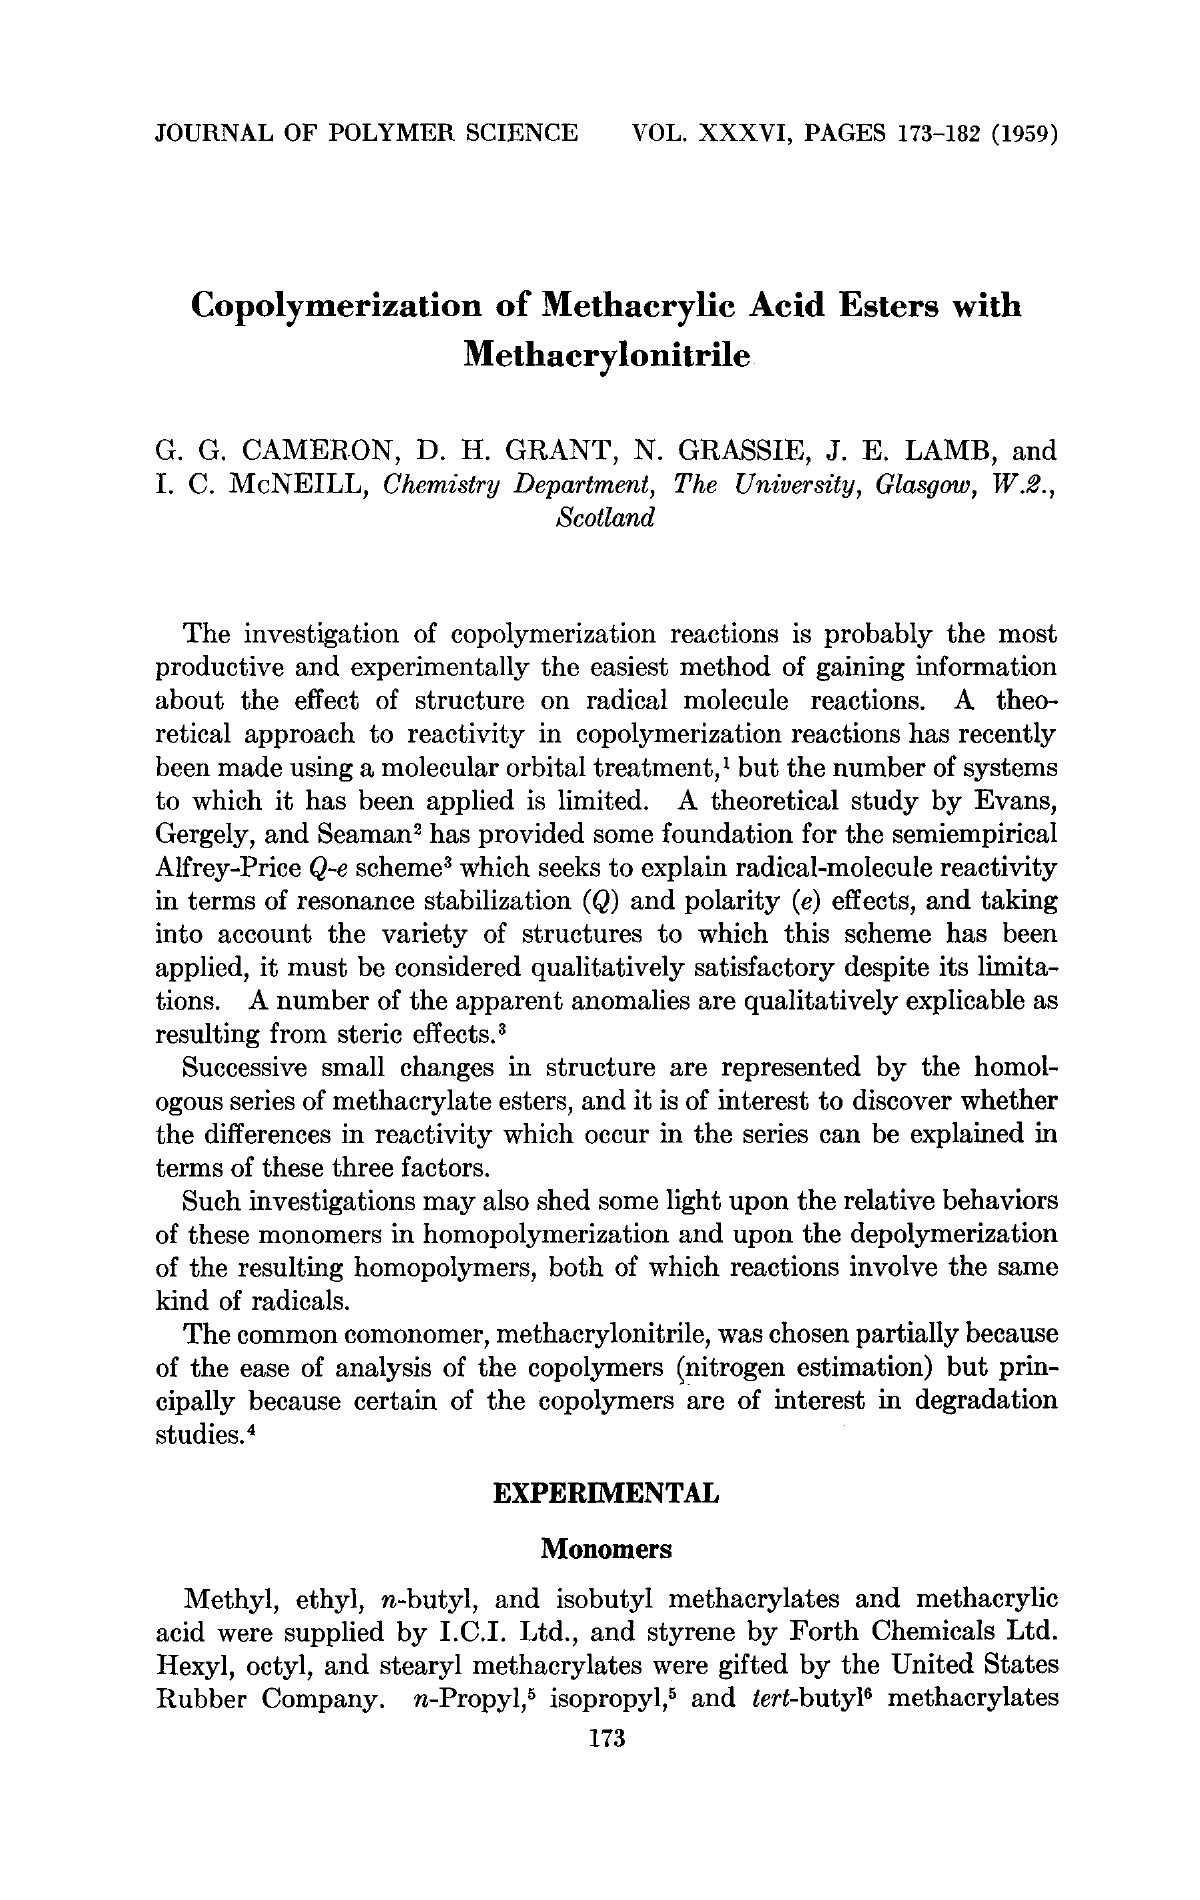 JOURNAL OF POLYMER SCIENCE VOL. XXXVI, PAGES 173–182 (1959)
Copolymerization of Methacrylic Acid Esters with
Methacrylonitrile
G. G. CAMERON, D. H. GRANT, N. GRASSIE, J. E. LAMB, and
I. C. McNEILL, Chemistry Department, The University, Glasgow, W.2.,
Scotland
The investigation of copolymerization reactions is probably the most
productive and experimentally the easiest method of gaining information
about the effect of structure on radical molecule reactions. A theo-
retical approach to reactivity in copolymerization reactions has recently
been made using a molecular orbital treatment,¹ but the number of systems
to which it has been applied is limited. A theoretical study by Evans,
Gergely, and Seaman² has provided some foundation for the semiempirical
Alfrey-Price Q-e scheme³ which seeks to explain radical-molecule reactivity
in terms of resonance stabilization (Q) and polarity (e) effects, and taking
into account the variety of structures to which this scheme has been
applied, it must be considered qualitatively satisfactory despite its limita-
tions. A number of the apparent anomalies are qualitatively explicable as
resulting from steric effects.³
Successive small changes in structure are represented by the homol-
ogous series of methacrylate esters, and it is of interest to discover whether
the differences in reactivity which occur in the series can be explained in
terms of these three factors.
Such investigations may also shed some light upon the relative behaviors
of these monomers in homopolymerization and upon the depolymerization
of the resulting homopolymers, both of which reactions involve the same
kind of radicals.
The common comonomer, methacrylonitrile, was chosen partially because
of the ease of analysis of the copolymers (nitrogen estimation) but prin-
cipally because certain of the copolymers are of interest in degradation
studies.⁴
EXPERIMENTAL
Monomers
Methyl, ethyl, n-butyl, and isobutyl methacrylates and methacrylic
acid were supplied by I.C.I. Ltd., and styrene by Forth Chemicals Ltd.
Hexyl, octyl, and stearyl methacrylates were gifted by the United States
Rubber Company. n-Propyl,⁵ isopropyl,⁵ and tert-butyl⁶ methacrylates
173